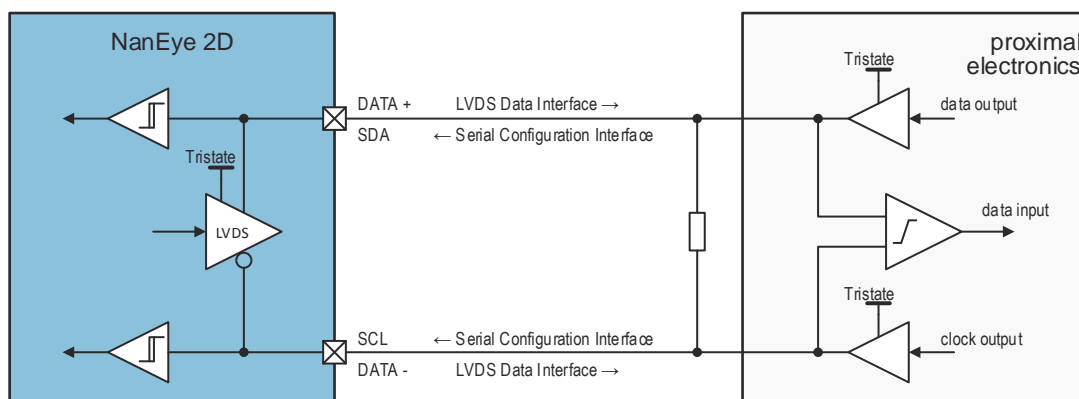 NanEye 2D
proximal
electronics
Tristate
DATA +
LVDS Data Interface →
data output
SDA
← Serial Configuration Interface
Tristate
LVDS
data input
Tristate
SCL
← Serial Configuration Interface
clock output
DATA -
LVDS Data Interface →